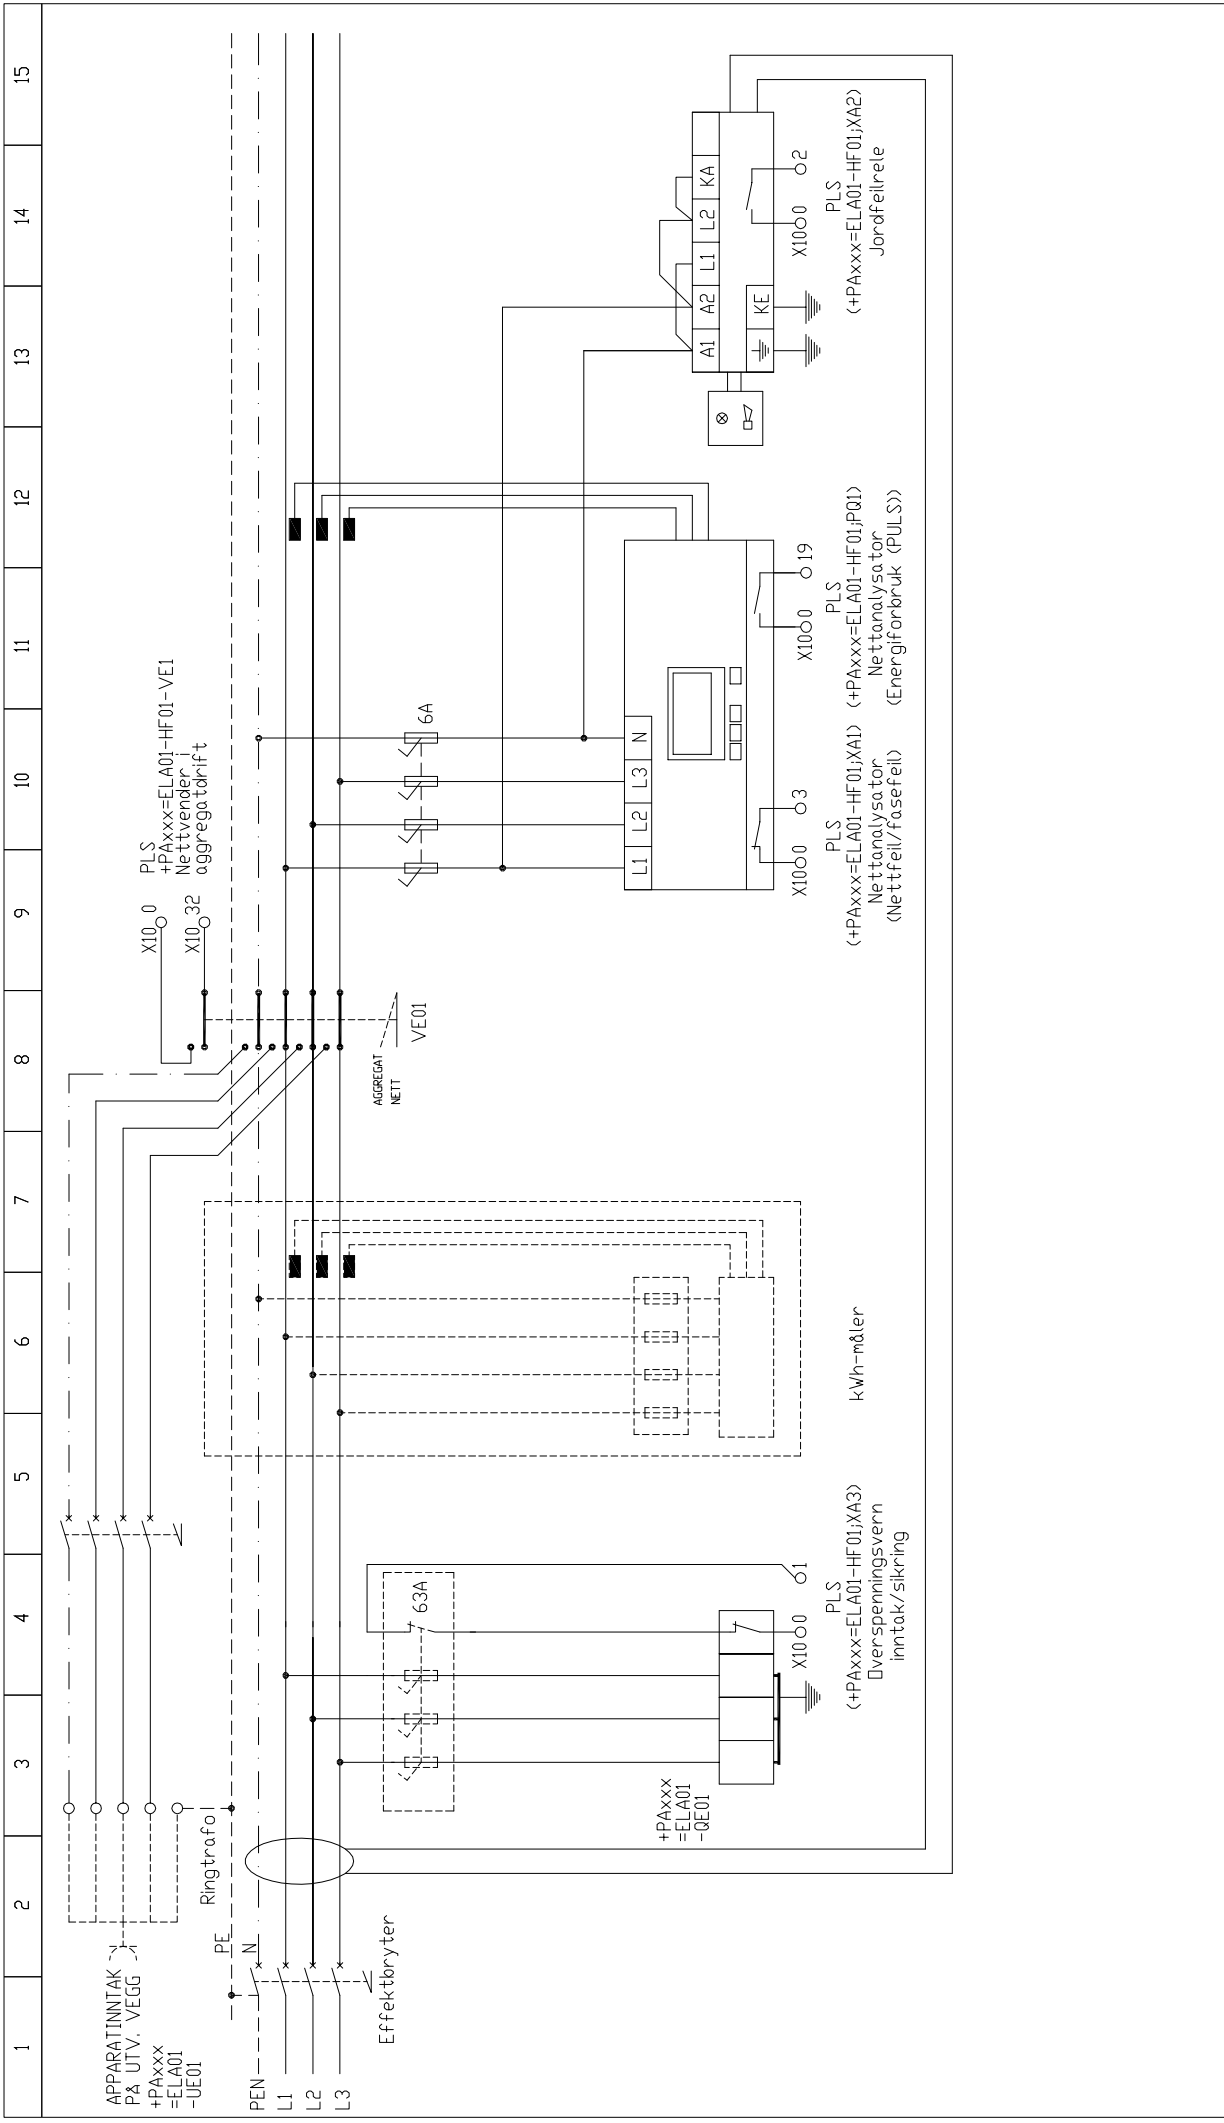 1
2
3
4
5
6
7
8
9
10
11
12
13
14
15
APPARATINNTAK
PÅ UTV. VEGG
+PAxxx
=ELA01
-UE01
PEN
L1
L2
L3
PE
N
Effektbryter
Ringtrafo
+PAxxx
=ELA01
-QE01
63A
X10 0
1
PLS
(+PAxxx=ELA01-HF01;XA3)
verspenningsvern
inntak/sikring
kWh-måler
AGGREGAT
NETT
VE01
X10 0
X10 32
PLS
+PAxxx=ELA01-HF01-VE1
Nettvender i
aggregatdrift
6A
L1
L2
L3
N
X10 0
3
PLS
(+PAxxx=ELA01-HF01;XA1)
Nettanalysator
(Nettfeil/fasefeil)
X10 0
19
PLS
(+PAxxx=ELA01-HF01;PQ1)
Nettanalysator
(Energiforbruk (PULS))
A1
A2
L1
L2
KA
KE
X10 0
2
PLS
(+PAxxx=ELA01-HF01;XA2)
Jordfeilrele